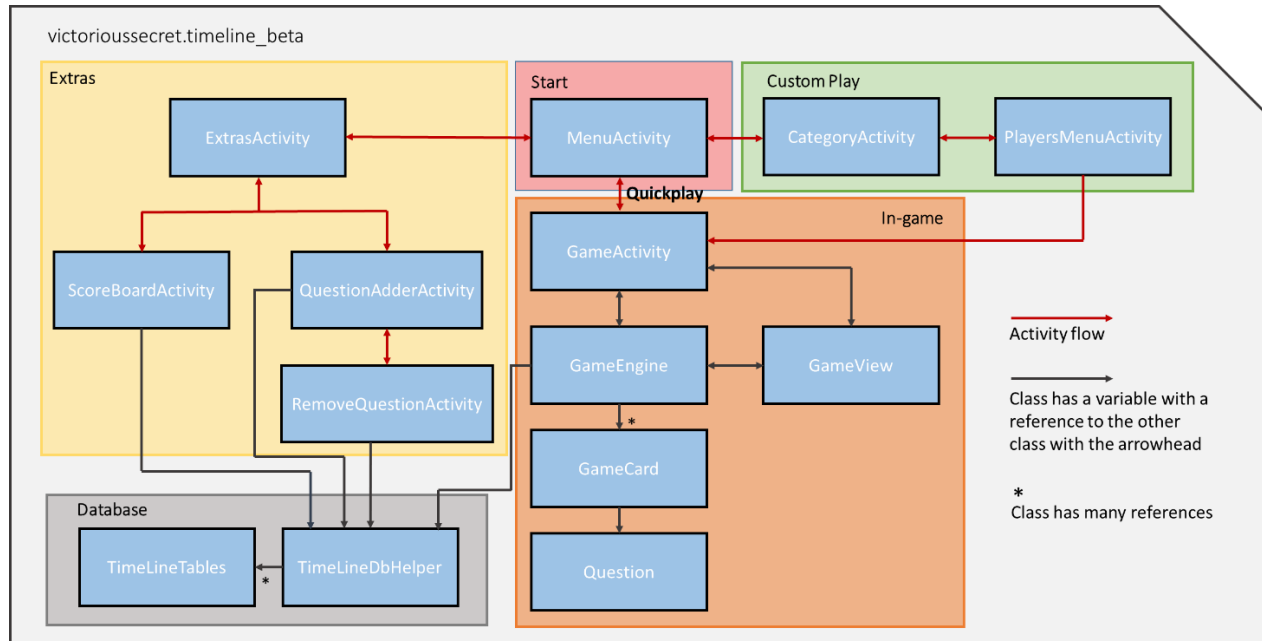 victorioussecret.timeline_beta
Extras
Start
Custom Play
ExtrasActivity
MenuActivity
CategoryActivity
PlayersMenuActivity
Quickplay
In-game
GameActivity
ScoreBoardActivity
QuestionAdderActivity
GameEngine
GameView
RemoveQuestionActivity
*
GameCard
Database
TimeLineTables
*
TimeLineDbHelper
Question
Activity flow
Class has a variable with a
reference to the other
class with the arrowhead
*
Class has many references